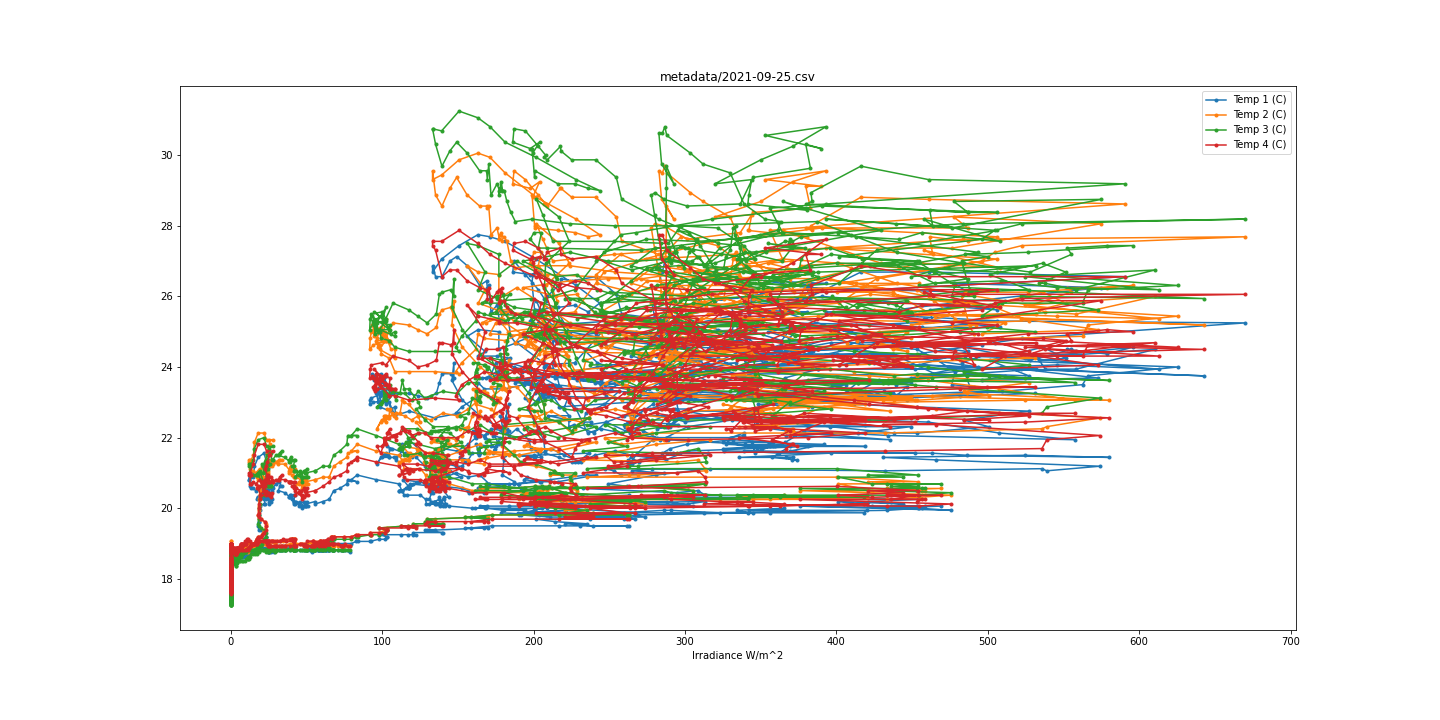 metadata/2021-09-25.csv
Temp 1 (C)
Temp 2 (C)
Temp 3 (C)
Temp 4 (C)
30
28
26
24
22
20
18
0 100 200 300 400 500 600 700
Irradiance W/m^2